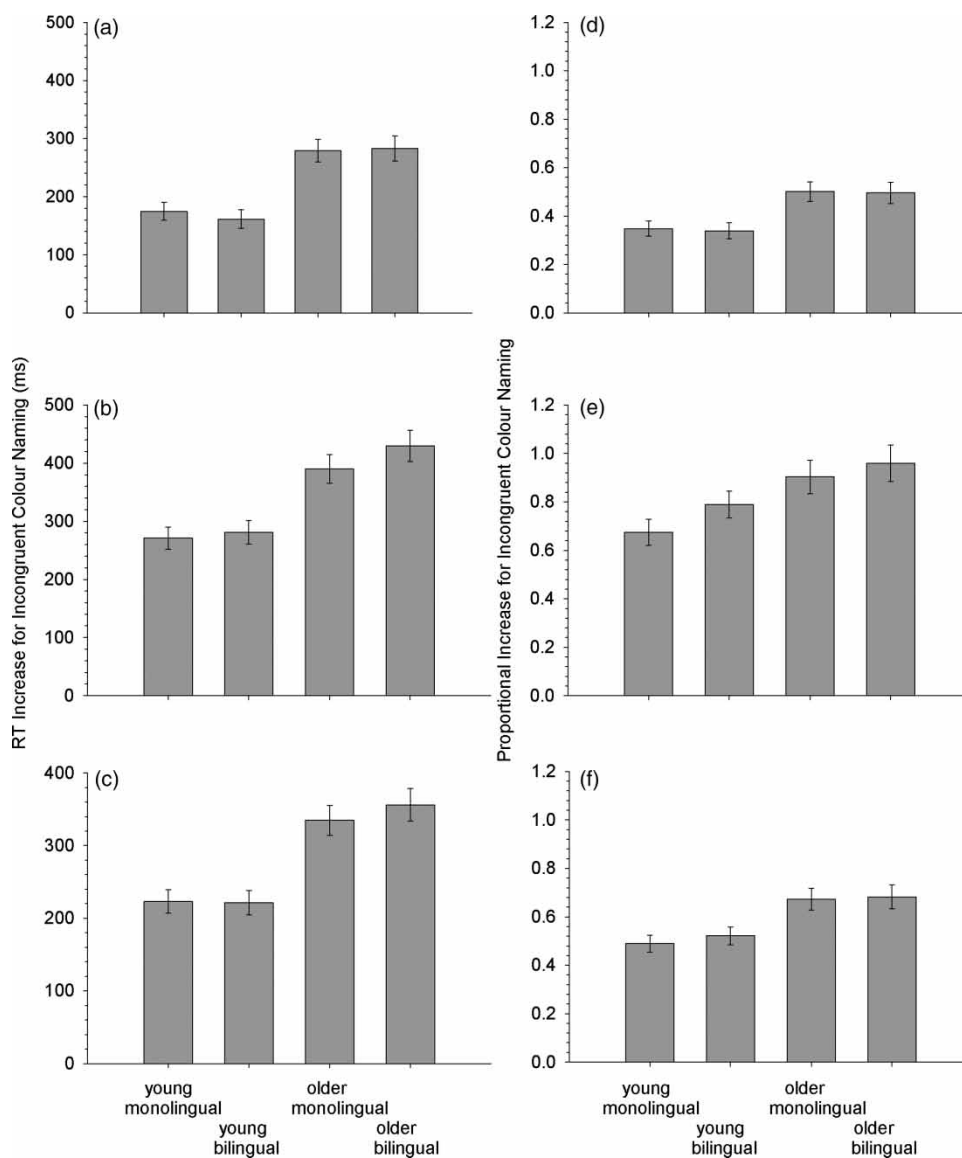 (a)
500
400
300
200
100
0
(d)
1.2
1.0
0.8
0.6
0.4
0.2
0.0
RT Increase for Incongruent Colour Naming (ms)
(b)
500
400
300
200
100
0
Proportional Increase for Incongruent Colour Naming
(e)
1.2
1.0
0.8
0.6
0.4
0.2
0.0
(c)
400
300
200
100
0
young
monolingual
young
bilingual
older
monolingual
older
bilingual
(f)
1.2
1.0
0.8
0.6
0.4
0.2
0.0
young
monolingual
young
bilingual
older
monolingual
older
bilingual